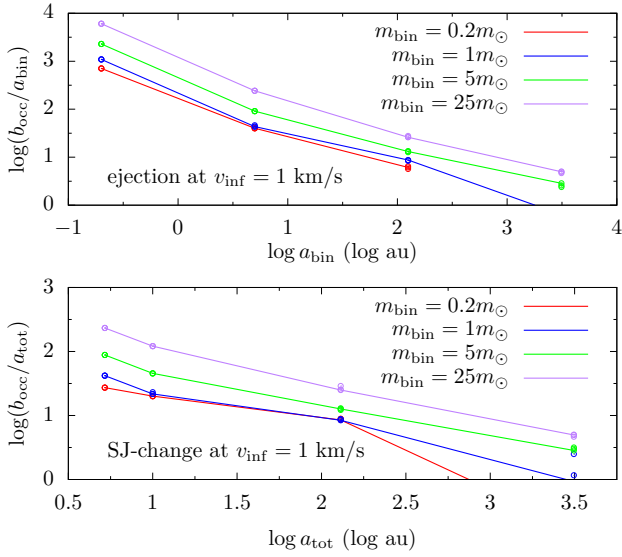 4
3
2
1
0
log(b_occ/a_bin)
m_bin = 0.2m_⊙
m_bin = 1m_⊙
m_bin = 5m_⊙
m_bin = 25m_⊙
ejection at v_inf = 1 km/s
−1 0 1 2 3 4
log a_bin (log au)
3
2
1
0
log(b_occ/a_tot)
m_bin = 0.2m_⊙
m_bin = 1m_⊙
m_bin = 5m_⊙
m_bin = 25m_⊙
SJ-change at v_inf = 1 km/s
0.5 1.0 1.5 2.0 2.5 3.0 3.5
log a_tot (log au)